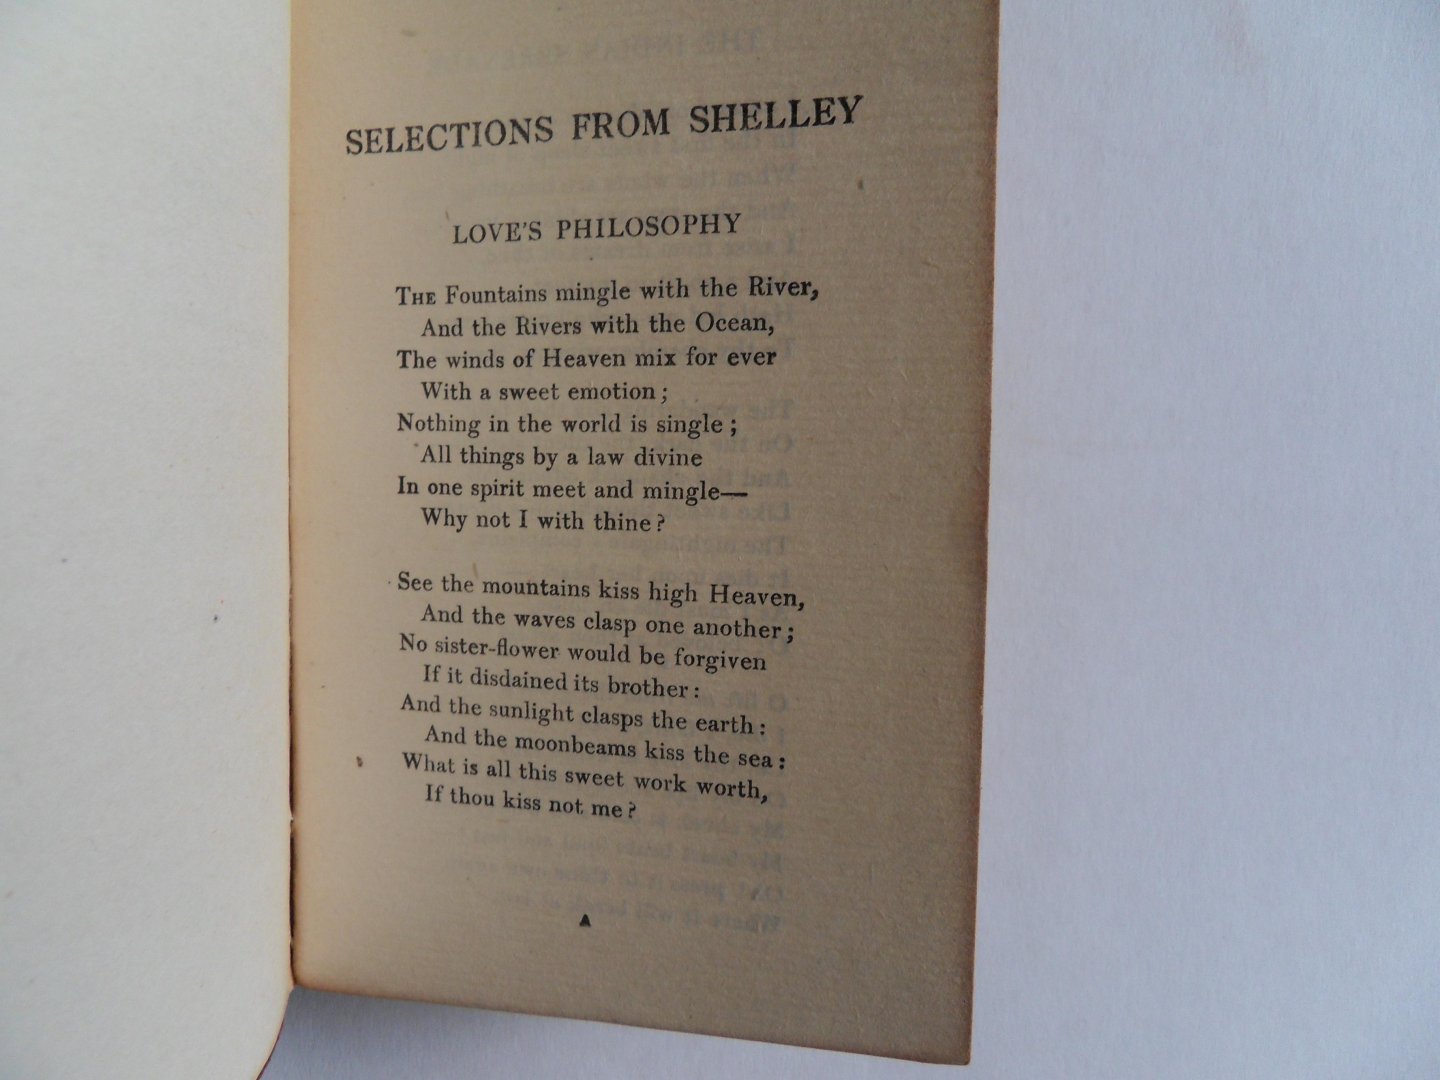 SELECTIONS FROM SHELLEY
LOVE'S PHILOSOPHY
THE Fountains mingle with the River,
And the Rivers with the Ocean,
The winds of Heaven mix for ever
With a sweet emotion;
Nothing in the world is single;
All things by a law divine
In one spirit meet and mingle—
Why not I with thine?
See the mountains kiss high Heaven,
And the waves clasp one another;
No sister-flower would be forgiven
If it disdained its brother:
And the sunlight clasps the earth:
And the moonbeams kiss the sea:
What is all this sweet work worth,
If thou kiss not me?
A